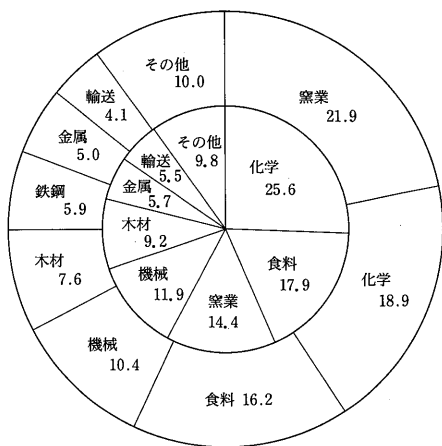 窯業
21.9
化学
18.9
食料 16.2
機械
10.4
木材
7.6
鉄鋼
5.9
金属
5.0
輸送
4.1
その他
10.0
化学
25.6
食料
17.9
窯業
14.4
機械
11.9
木材
9.2
金属
5.7
輸送
5.5
その他
9.8